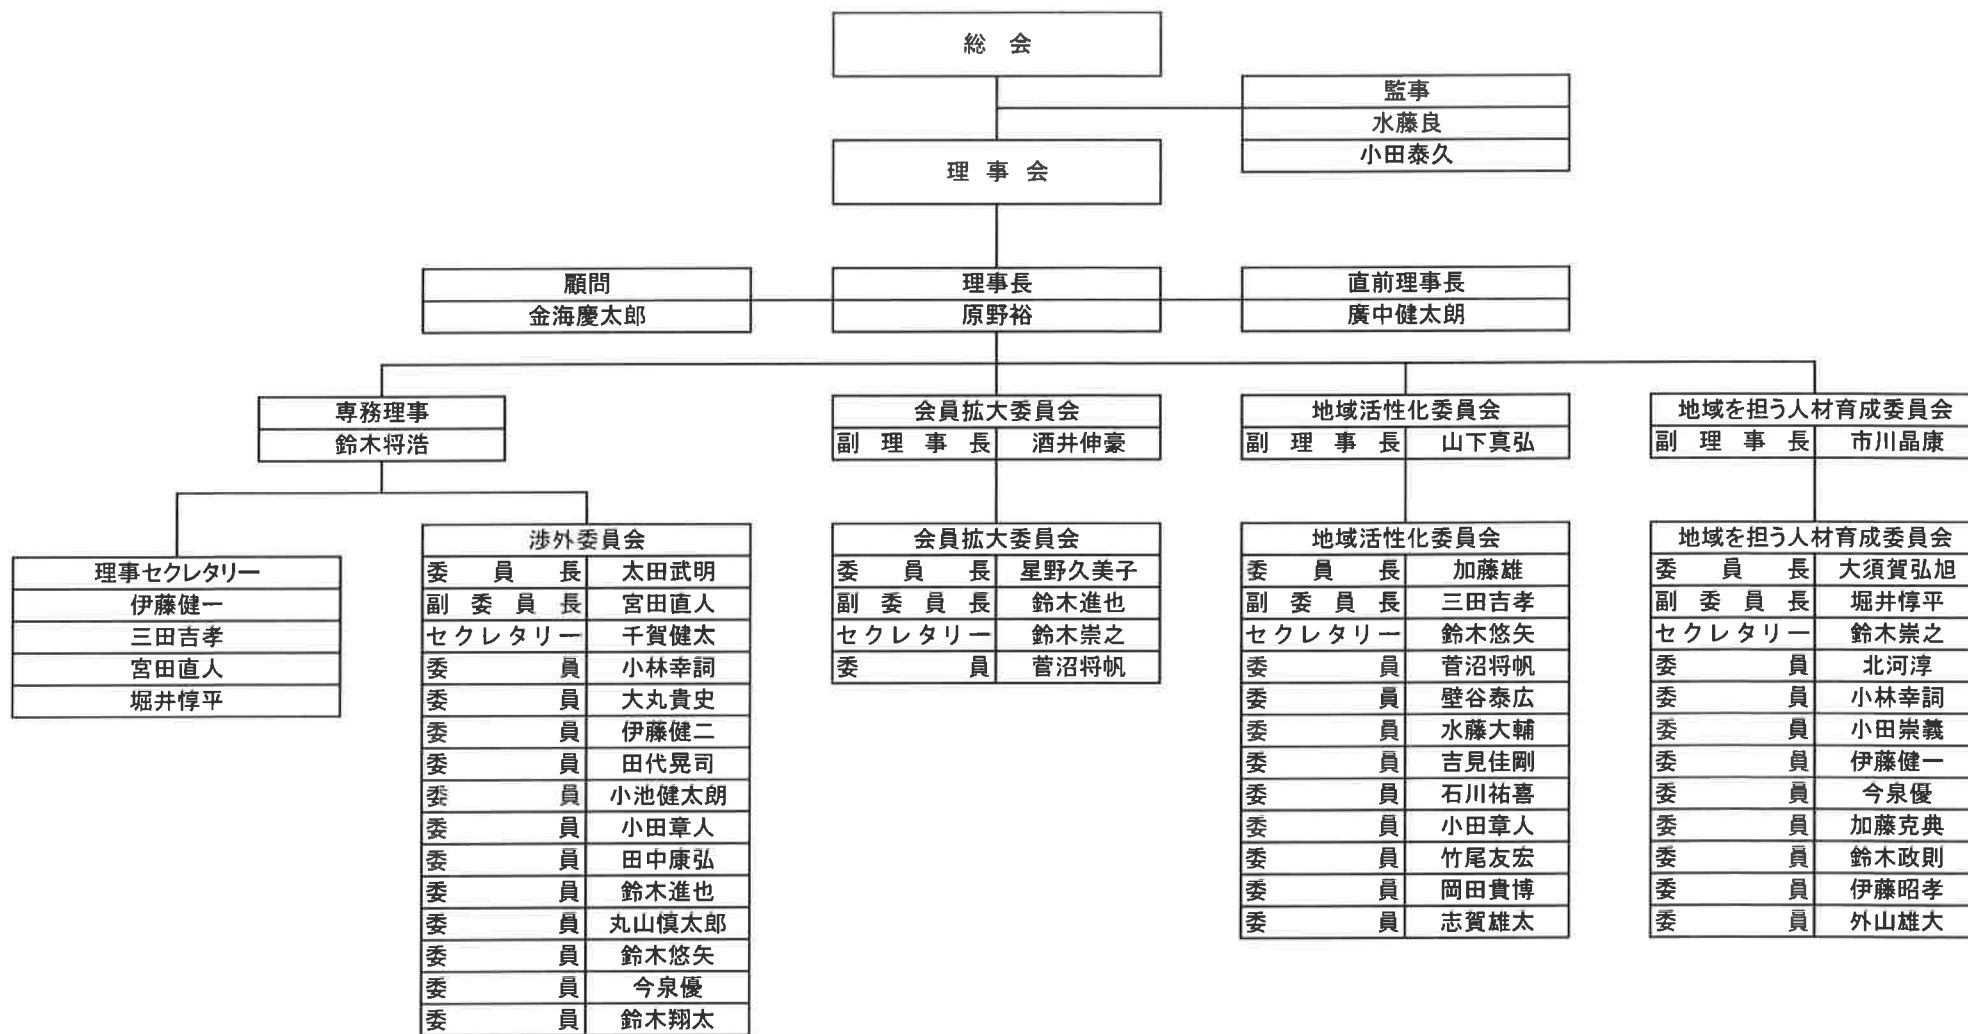 総 会
監事
水藤良
小田泰久
理 事 会
顧問
金海慶太郎
理事長
原野裕
直前理事長
廣中健太朗
専務理事
鈴木将浩
会員拡大委員会
副理事長 酒井伸豪
地域活性化委員会
副理事長 山下真弘
地域を担う人材育成委員会
副理事長 市川晶康
理事セクレタリー
伊藤健一
三田吉孝
宮田直人
堀井惇平
渉外委員会
委員長 太田武明
副委員長 宮田直人
セクレタリー 千賀健太
委員 小林幸詞
委員 大丸貴史
委員 伊藤健二
委員 田代晃司
委員 小池健太朗
委員 小田章人
委員 田中康弘
委員 鈴木進也
委員 丸山慎太郎
委員 鈴木悠矢
委員 今泉優
委員 鈴木翔太
会員拡大委員会
委員長 星野久美子
副委員長 鈴木進也
セクレタリー 鈴木崇之
委員 菅沼将帆
地域活性化委員会
委員長 加藤雄
副委員長 三田吉孝
セクレタリー 鈴木悠矢
委員 菅沼将帆
委員 壁谷泰広
委員 水藤大輔
委員 吉見佳剛
委員 石川祐喜
委員 小田章人
委員 竹尾友宏
委員 岡田貴博
委員 志賀雄太
地域を担う人材育成委員会
委員長 大須賀弘旭
副委員長 堀井惇平
セクレタリー 鈴木崇之
委員 北河淳
委員 小林幸詞
委員 小田崇義
委員 伊藤健一
委員 今泉優
委員 加藤克典
委員 鈴木政則
委員 伊藤昭孝
委員 外山雄大